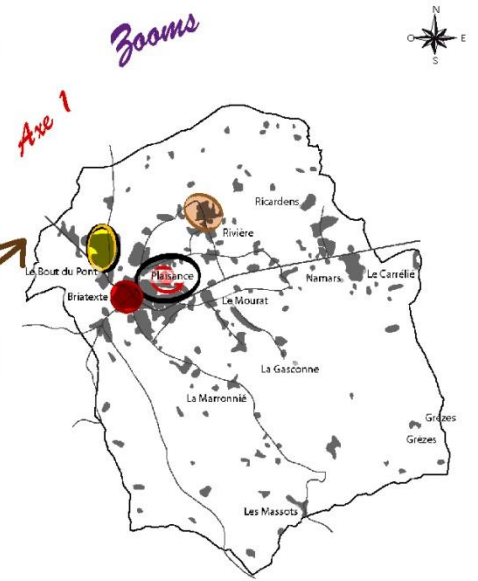 Zooms
N
O E
S
Axe 1
Ricardens
Rivière
Le Bout du Pont
Plaisance
Namars
Le Carrélié
Briatexte
Le Mourat
La Gasconne
La Marronnié
Grèzes
Grèzes
Les Massots